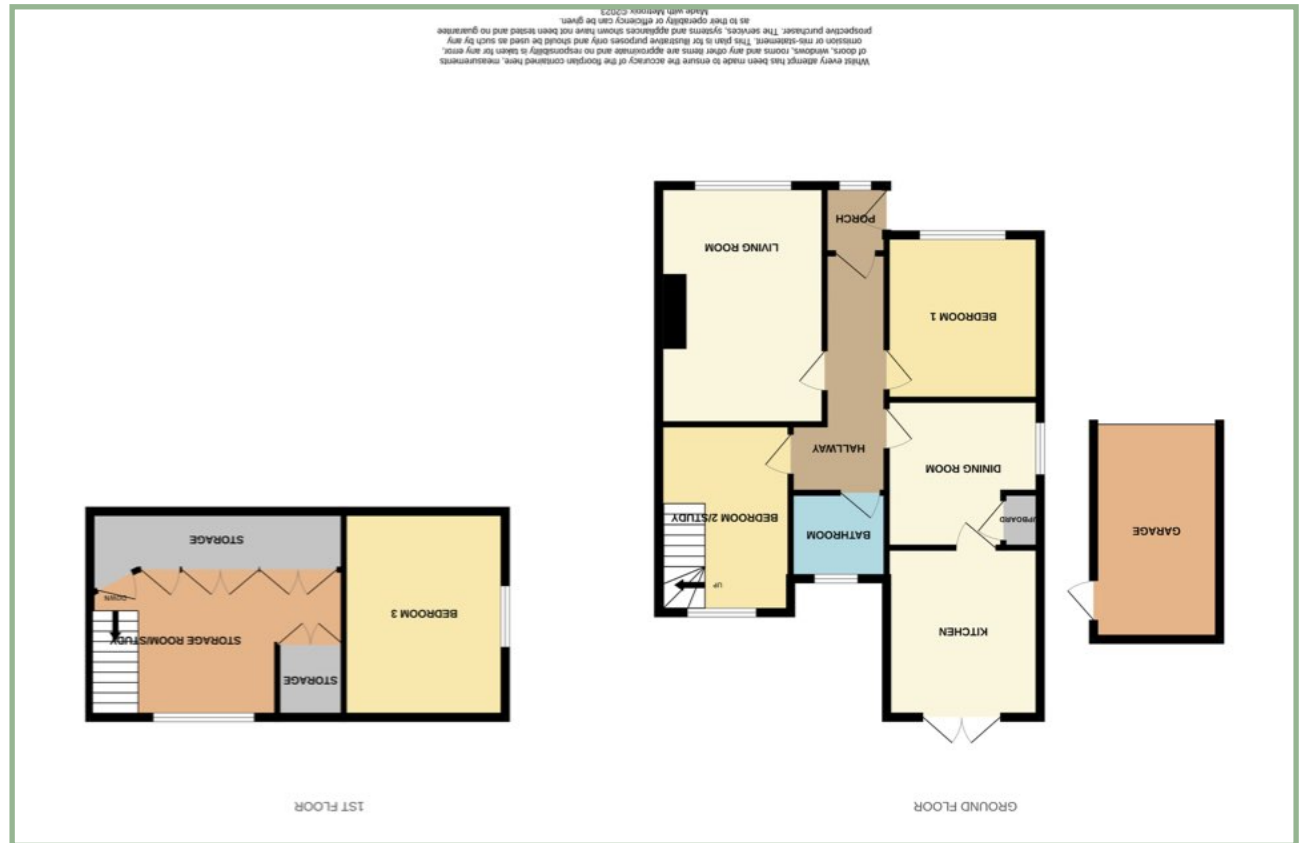 GROUND FLOOR
1ST FLOOR
KITCHEN
GARAGE
UP
BATHROOM
BEDROOM 2/STUDY
UPBOARD
DINING ROOM
HALLWAY
BEDROOM 1
LIVING ROOM
PORCH
STORAGE
STORAGE ROOM/STUDY
BEDROOM 3
DOWN
STORAGE
Whilst every attempt has been made to ensure the accuracy of the floorplan contained here, measurements
of doors, windows, rooms and any other items are approximate and no responsibility is taken for any error,
omission or mis-statement. This plan is for illustrative purposes only and should be used as such by any
prospective purchaser. The services, systems and appliances shown have not been tested and no guarantee
as to their operability or efficiency can be given.
Made with Metropix ©2023